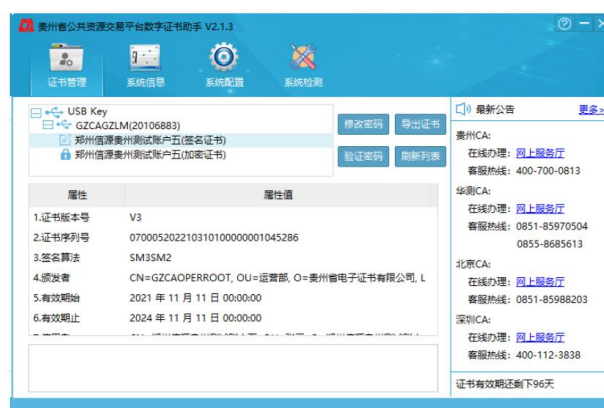 贵州省公共资源交易平台数字证书助手 V2.1.3
证书管理 系统信息 系统配置 系统检测
USB Key
GZCAGZLM(20106883)
郑州信源贵州测试账户五(签名证书)
郑州信源贵州测试账户五(加密证书)
修改密码 导出证书
验证密码 刷新列表
属性 属性值
1.证书版本号 V3
2.证书序列号 0700052022103101000000001045286
3.签名算法 SM3SM2
4.颁发者 CN=GZCAOPERROOT, OU=运营部, O=贵州省电子证书有限公司, L
5.有效期始 2021 年 11 月 11 日 00:00:00
6.有效期止 2024 年 11 月 11 日 00:00:00
最新公告 更多>
贵州CA:
在线办理: 网上服务厅
客服热线: 400-700-0813
华测CA:
在线办理: 网上服务厅
客服热线: 0851-85970504
0855-8685613
北京CA:
在线办理: 网上服务厅
客服热线: 0851-85988203
深圳CA:
在线办理: 网上服务厅
客服热线: 400-112-3838
证书有效期还剩下96天